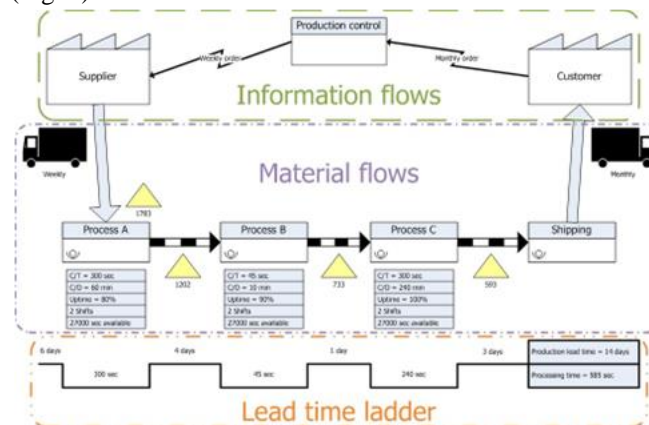 Production control
Weekly order
Monthly order
Supplier
Customer
Information flows
Weekly
Material flows
Monthly
1783
Process A
Process B
Process C
Shipping
1202
733
593
C/T = 300 sec
C/O = 60 min
Uptime = 80%
2 Shifts
27000 sec available
C/T = 45 sec
C/O = 10 min
Uptime = 90%
2 Shifts
27000 sec available
C/T = 300 sec
C/O = 240 min
Uptime = 100%
2 Shifts
27000 sec available
6 days
4 days
1 day
3 days
Production lead time = 14 days
300 sec
45 sec
240 sec
Processing time = 585 sec
Lead time ladder